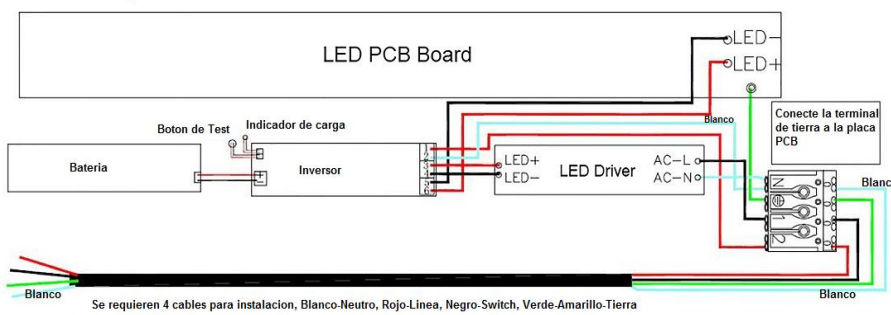 LED PCB Board
LED-
LED+
Conecte la terminal
de tierra a la placa
PCB
Blanco
Boton de Test
Indicador de carga
Bateria
Inversor
LED+
LED-
LED Driver
AC-L
AC-N
N
1
2
Blanc
Blanco
Blanco
Se requieren 4 cables para instalacion, Blanco-Neutro, Rojo-Linea, Negro-Switch, Verde-Amarillo-Tierra